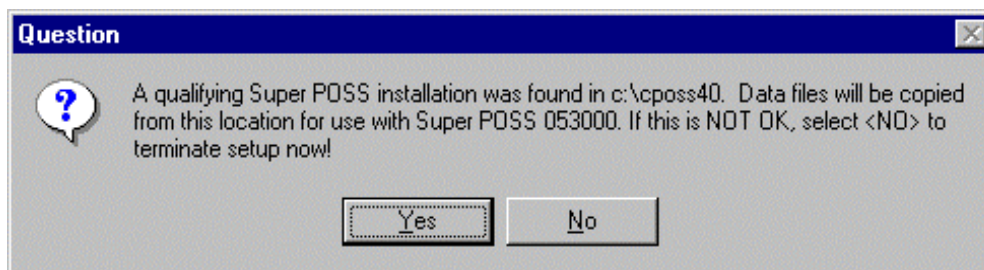 Question
A qualifying Super POSS installation was found in c:\cposs40. Data files will be copied
from this location for use with Super POSS 053000. If this is NOT OK, select <NO> to
terminate setup now!
Yes
No